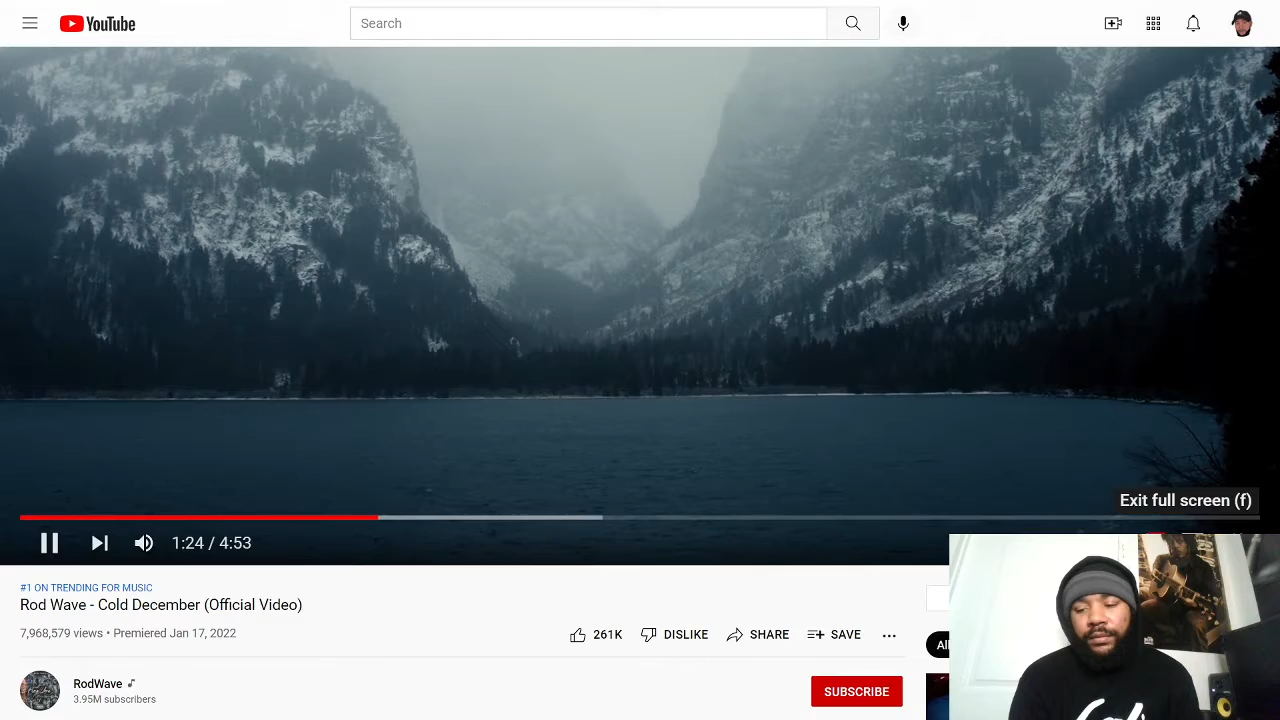 YouTube
Search
Exit full screen (f)
1:24 / 4:53
#1 ON TRENDING FOR MUSIC
Rod Wave - Cold December (Official Video)
7,968,579 views • Premiered Jan 17, 2022
261K DISLIKE SHARE SAVE
RodWave
3.95M subscribers
SUBSCRIBE